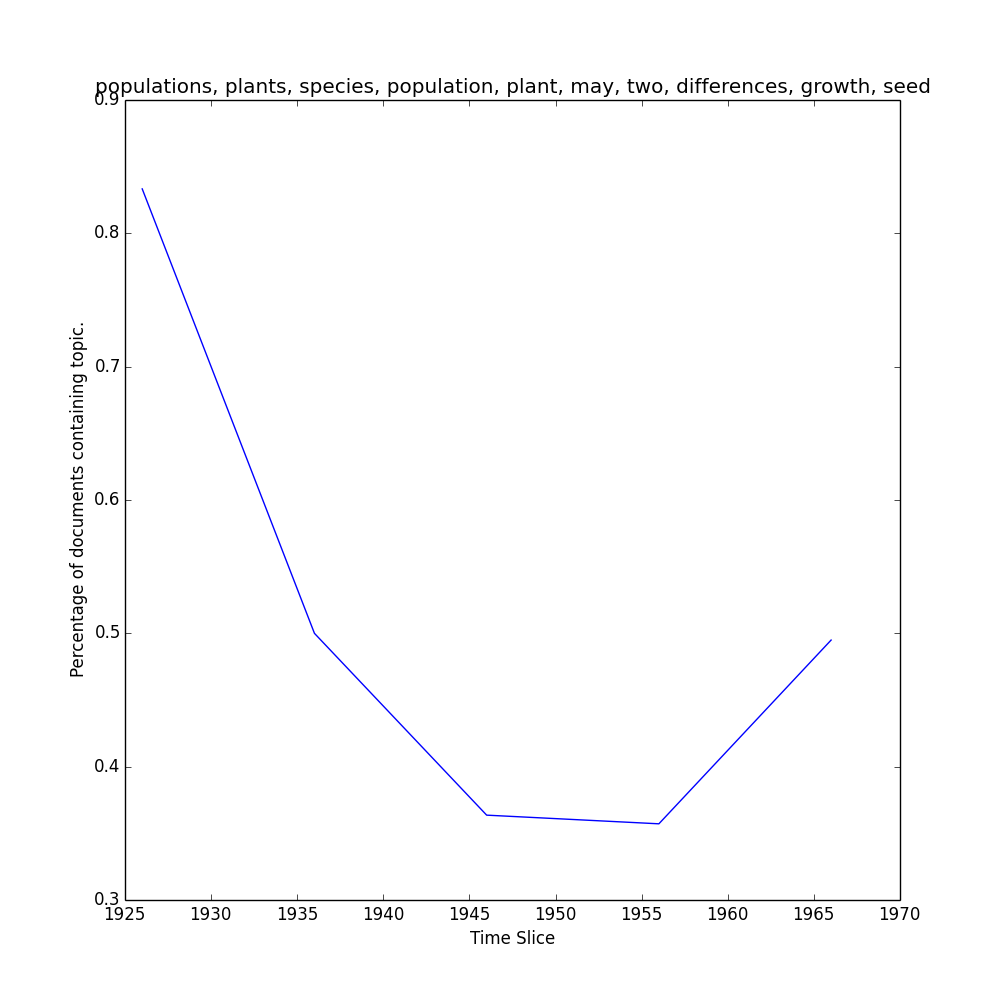 populations, plants, species, population, plant, may, two, differences, growth, seed
0.9
0.8
0.7
0.6
0.5
0.4
0.3
Percentage of documents containing topic.
1925 1930 1935 1940 1945 1950 1955 1960 1965 1970
Time Slice